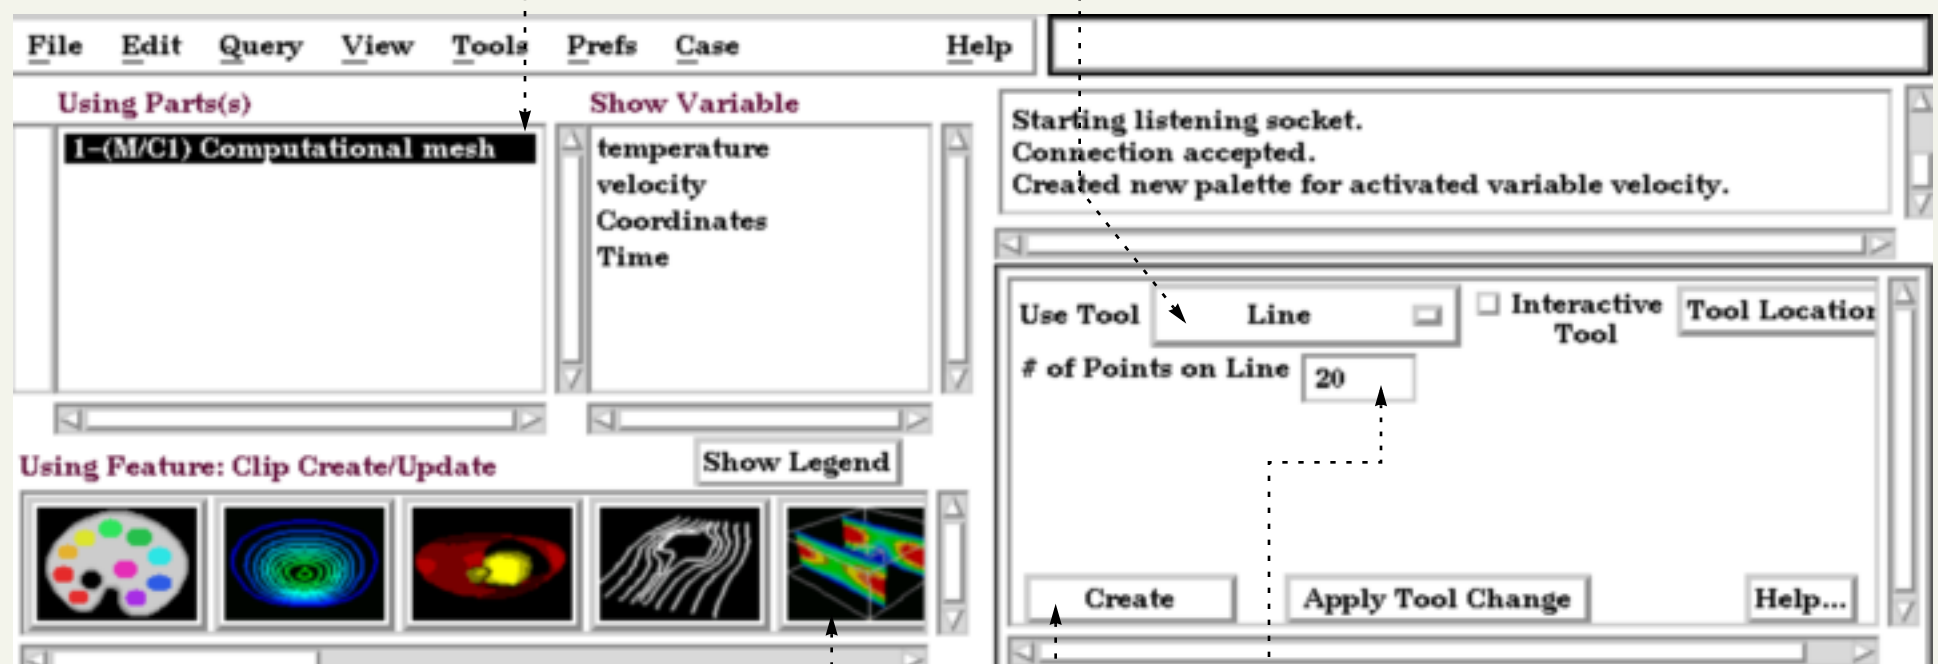 File Edit Query View Tools Prefs Case Help
Using Parts(s)
1-(M/C1) Computational mesh
Show Variable
temperature
velocity
Coordinates
Time
Starting listening socket.
Connection accepted.
Created new palette for activated variable velocity.
Using Feature: Clip Create/Update
Show Legend
Use Tool Line
Interactive
Tool
Tool Location
# of Points on Line 20
Create Apply Tool Change Help...